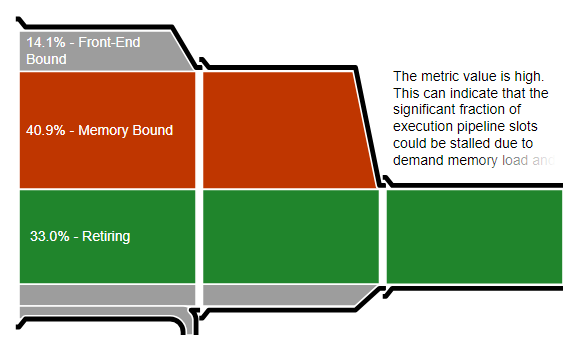 14.1% - Front-End
Bound
40.9% - Memory Bound
33.0% - Retiring
The metric value is high.
This can indicate that the
significant fraction of
execution pipeline slots
could be stalled due to
demand memory load and